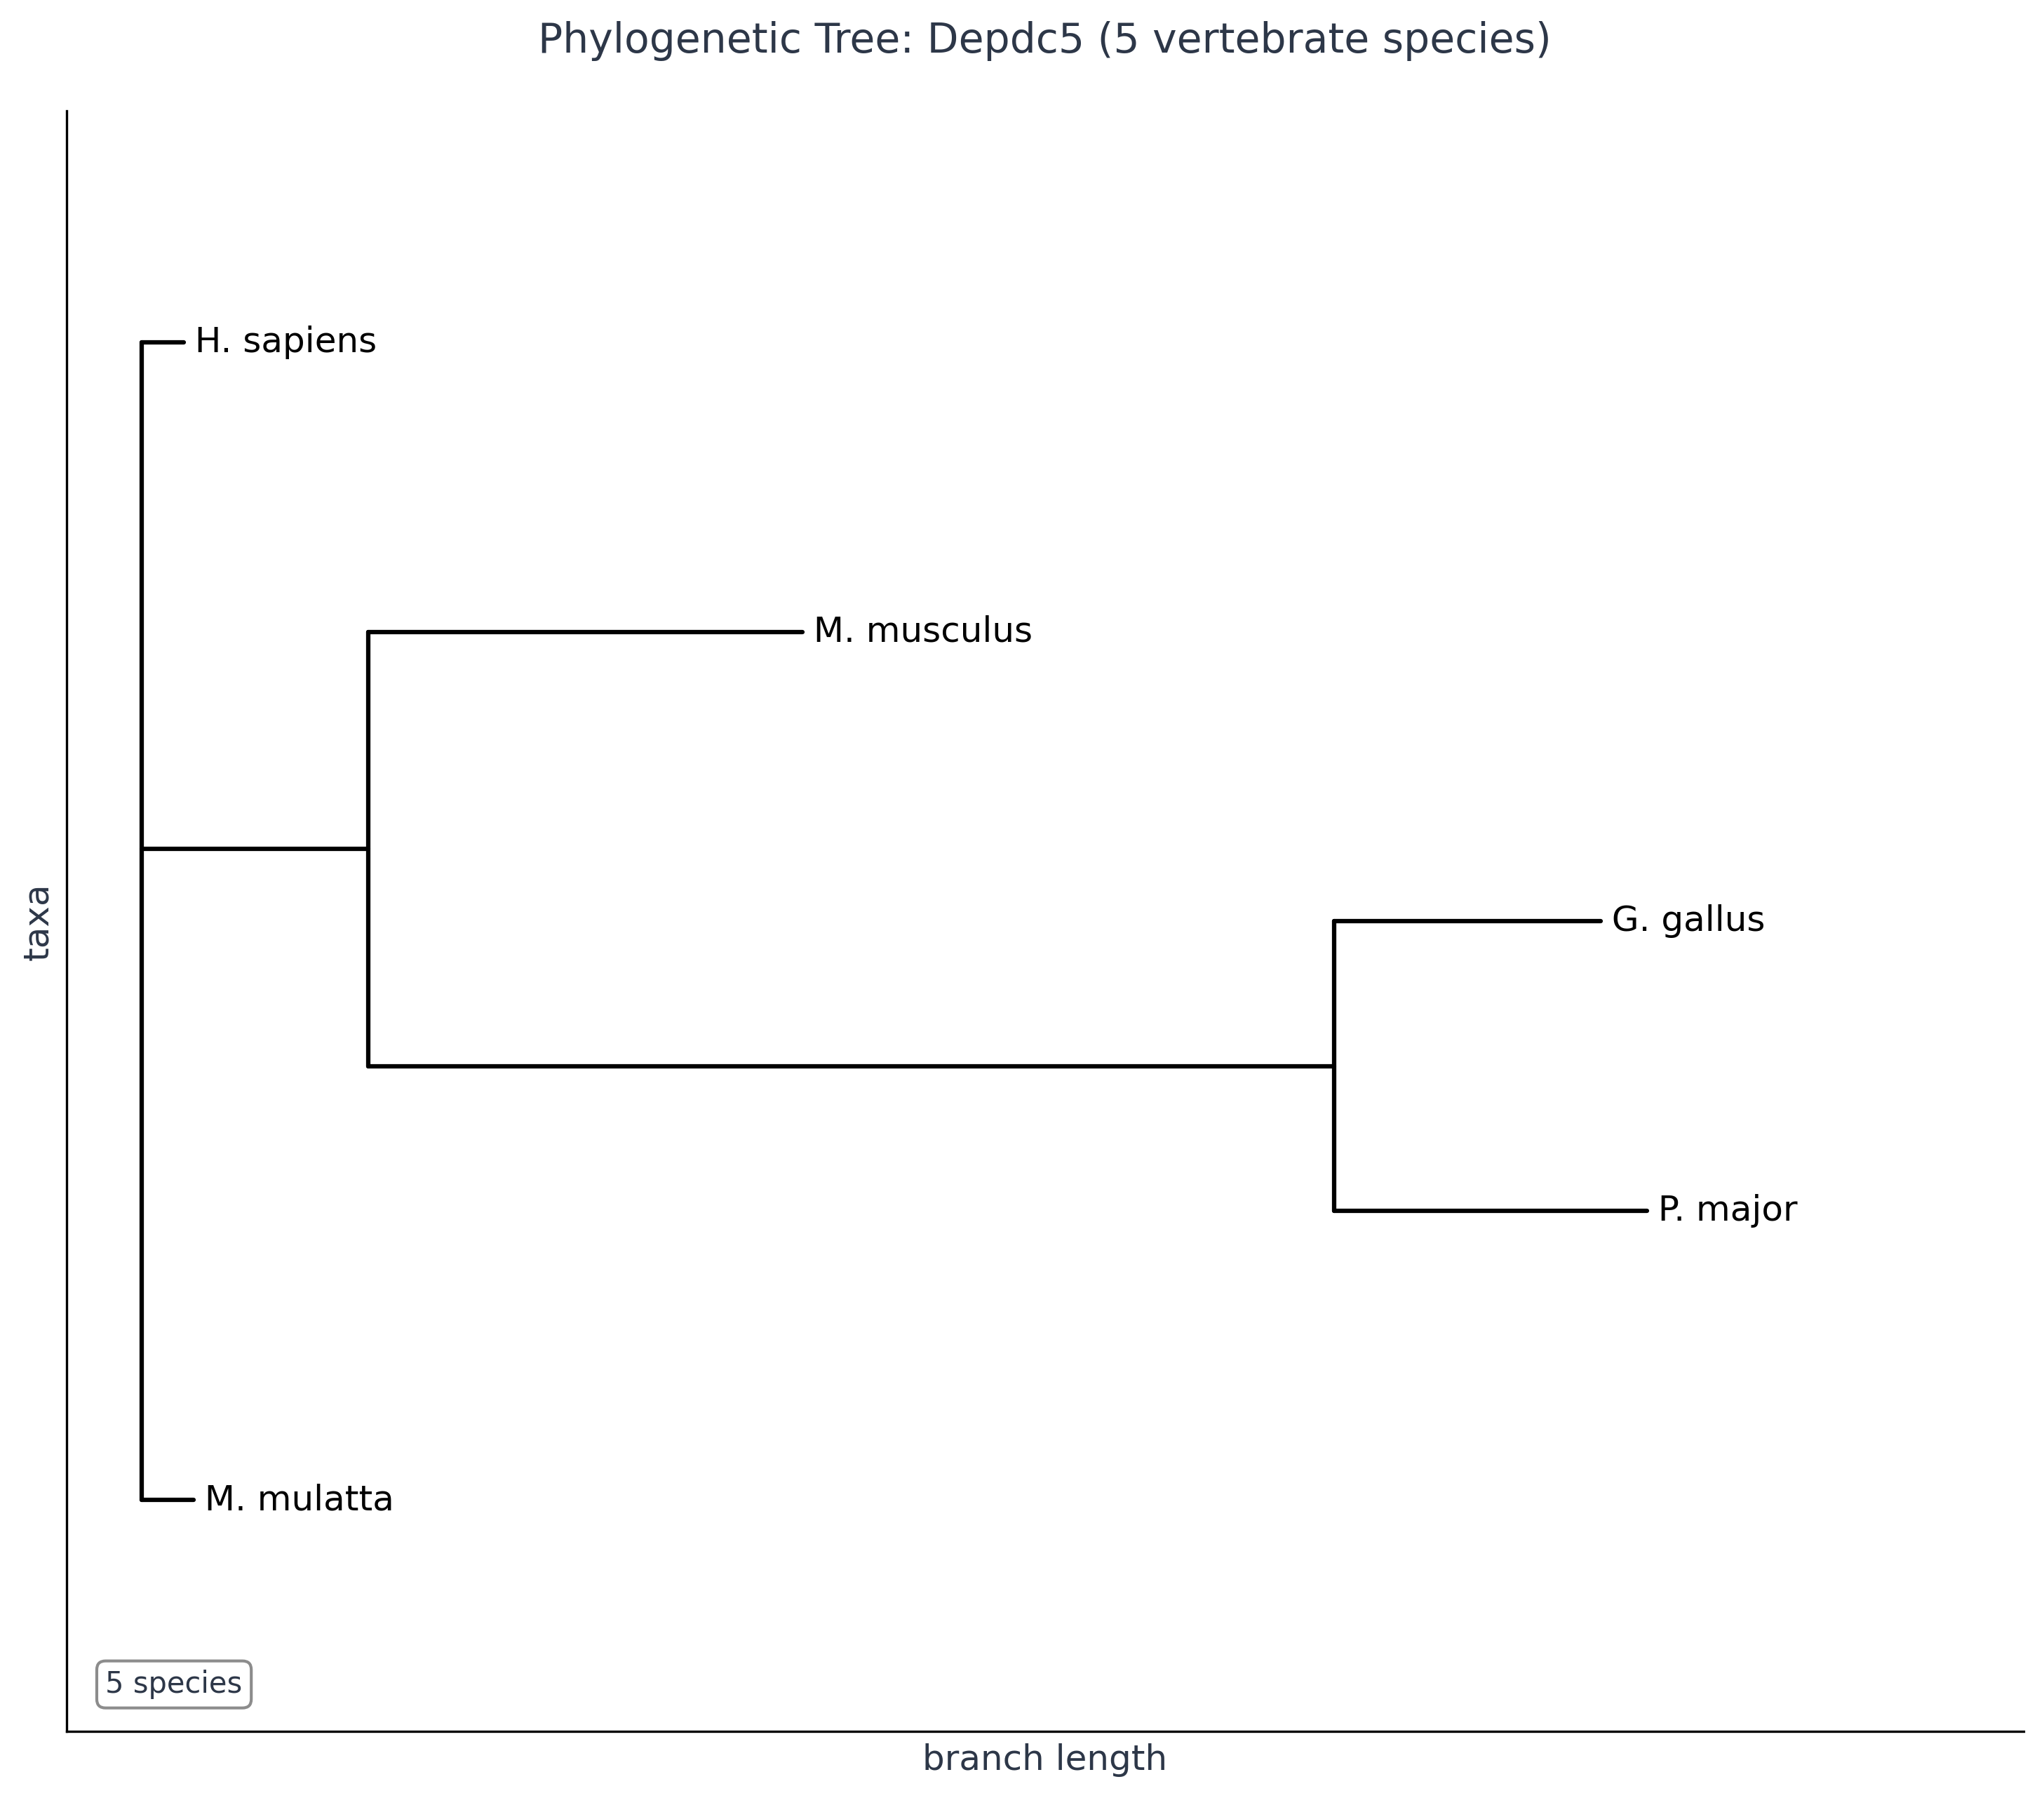 Phylogenetic Tree: Depdc5 (5 vertebrate species)
H. sapiens
M. musculus
G. gallus
P. major
M. mulatta
taxa
5 species
branch length